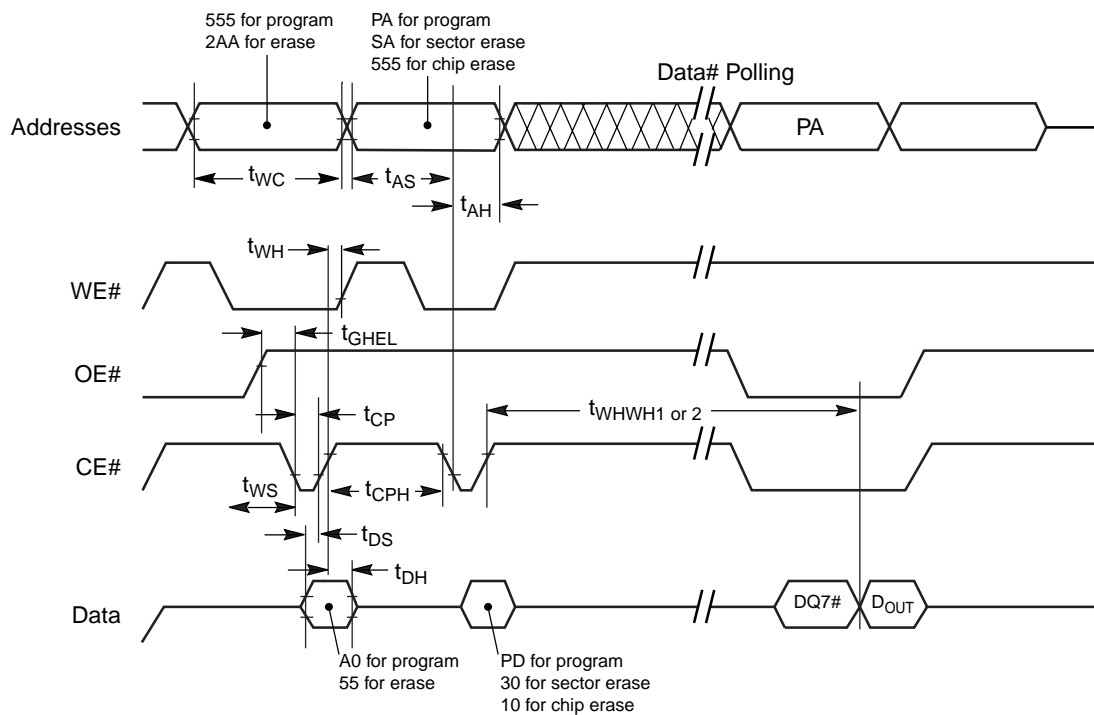 555 for program
2AA for erase
PA for program
SA for sector erase
555 for chip erase
Data# Polling
Addresses
PA
tWC
tAS
tAH
tWH
WE#
tGHEL
OE#
tCP
tWHWH1 or 2
CE#
tWS
tCPH
tDS
tDH
Data
DQ7#
DOUT
A0 for program
55 for erase
PD for program
30 for sector erase
10 for chip erase